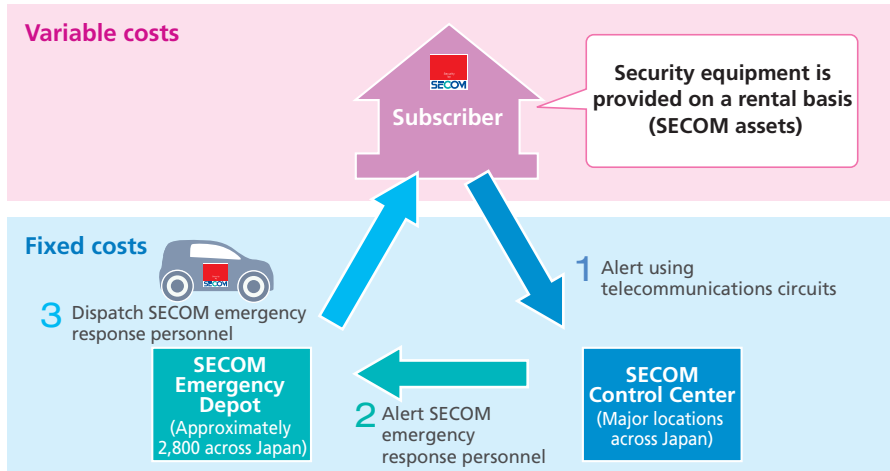 Variable costs
SECOM
Subscriber
Security equipment is
provided on a rental basis
(SECOM assets)
Fixed costs
SECOM
1 Alert using
telecommunications circuits
3 Dispatch SECOM emergency
response personnel
SECOM
Emergency
Depot
(Approximately
2,800 across Japan)
2 Alert SECOM
emergency
response personnel
SECOM
Control Center
(Major locations
across Japan)